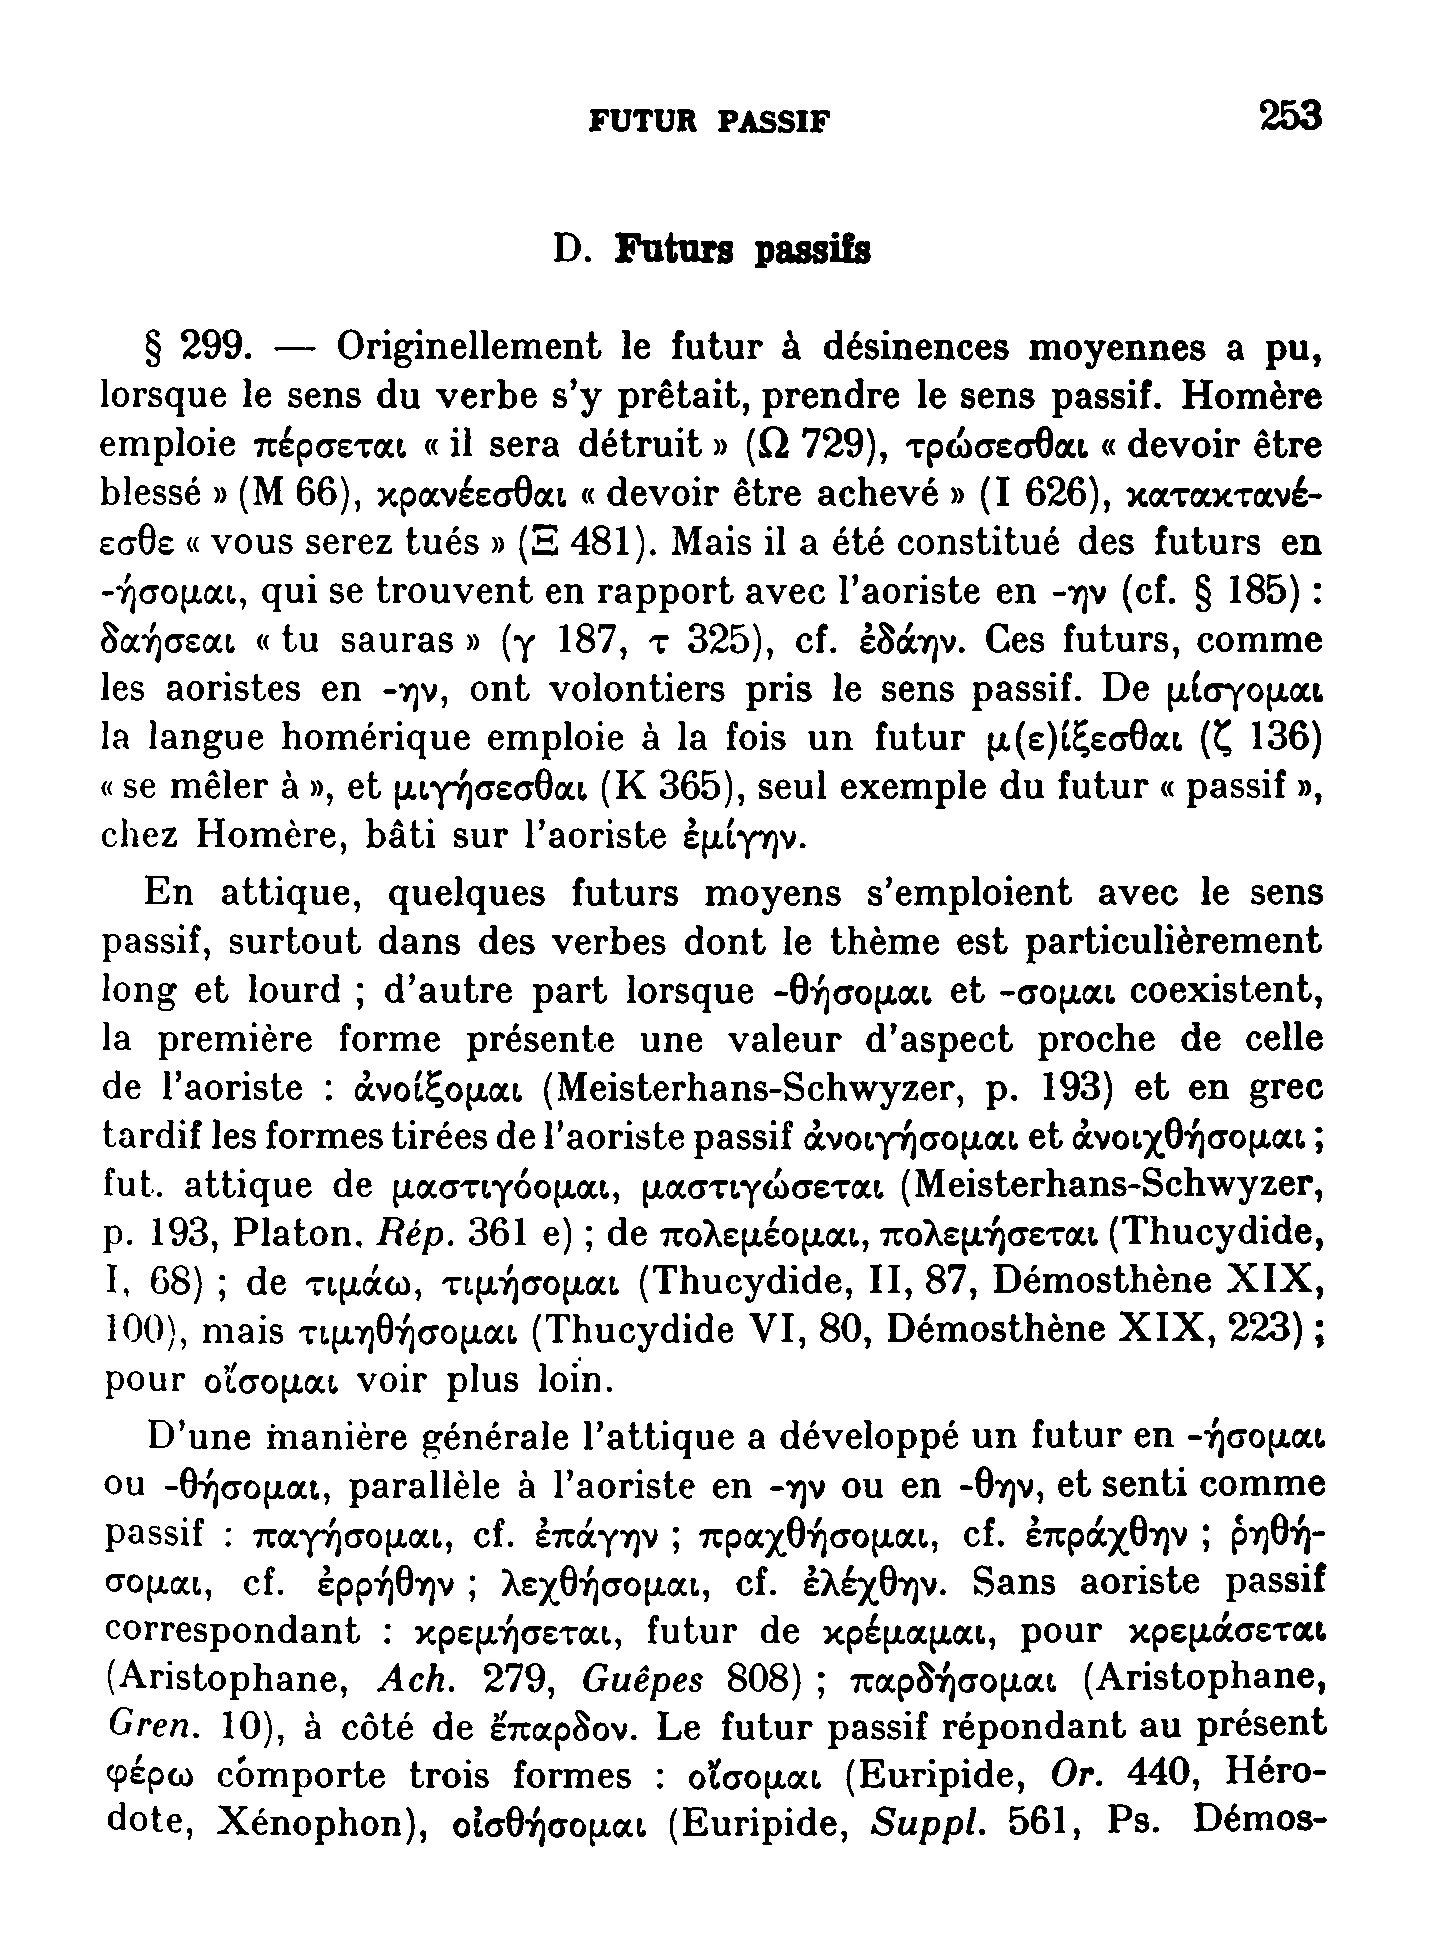 FUTUR PASSIF 253
D. Futurs passifs
§ 299. — Originellement le futur à désinences moyennes a pu,
lorsque le sens du verbe s'y prêtait, prendre le sens passif. Homère
emploie πέρσεται « il sera détruit » (Ω 729), τρώσεσθαι « devoir être
blessé » (M 66), κρανέεσθαι « devoir être achevé » (I 626), κατακτανέ-
εσθε « vous serez tués » (Ξ 481). Mais il a été constitué des futurs en
-ήσομαι, qui se trouvent en rapport avec l'aoriste en -ην (cf. § 185) :
δαήσεαι « tu sauras » (γ 187, τ 325), cf. ἐδάην. Ces futurs, comme
les aoristes en -ην, ont volontiers pris le sens passif. De μίσγομαι
la langue homérique emploie à la fois un futur μ(ε)ίξεσθαι (ζ 136)
« se mêler à », et μιγήσεσθαι (K 365), seul exemple du futur « passif »,
chez Homère, bâti sur l'aoriste ἐμίγην.
En attique, quelques futurs moyens s'emploient avec le sens
passif, surtout dans des verbes dont le thème est particulièrement
long et lourd ; d'autre part lorsque -θήσομαι et -σομαι coexistent,
la première forme présente une valeur d'aspect proche de celle
de l'aoriste : ἀνοίξομαι (Meisterhans-Schwyzer, p. 193) et en grec
tardif les formes tirées de l'aoriste passif ἀνοιγήσομαι et ἀνοιχθήσομαι ;
fut. attique de μαστιγόομαι, μαστιγώσεται (Meisterhans-Schwyzer,
p. 193, Platon, Rép. 361 e) ; de πολεμέομαι, πολεμήσεται (Thucydide,
I, 68) ; de τιμάω, τιμήσομαι (Thucydide, II, 87, Démosthène XIX,
100), mais τιμηθήσομαι (Thucydide VI, 80, Démosthène XIX, 223) ;
pour οἴσομαι voir plus loin.
D'une manière générale l'attique a développé un futur en -ήσομαι
ou -θήσομαι, parallèle à l'aoriste en -ην ou en -θην, et senti comme
passif : παγήσομαι, cf. ἐπάγην ; πραχθήσομαι, cf. ἐπράχθην ; ῥηθή-
σομαι, cf. ἐρρήθην ; λεχθήσομαι, cf. ἐλέχθην. Sans aoriste passif
correspondant : κρεμήσεται, futur de κρέμαμαι, pour κρεμάσεται
(Aristophane, Ach. 279, Guêpes 808) ; παρδήσομαι (Aristophane,
Gren. 10), à côté de ἔπαρδον. Le futur passif répondant au présent
φέρω comporte trois formes : οἴσομαι (Euripide, Or. 440, Héro-
dote, Xénophon), οἰσθήσομαι (Euripide, Suppl. 561, Ps. Démos-